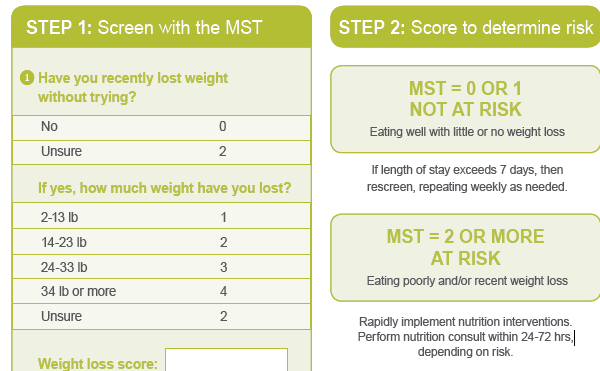 STEP 1: Screen with the MST
1 Have you recently lost weight
without trying?
No 0
Unsure 2
If yes, how much weight have you lost?
2-13 lb 1
14-23 lb 2
24-33 lb 3
34 lb or more 4
Unsure 2
Weight loss score:
STEP 2: Score to determine risk
MST = 0 OR 1
NOT AT RISK
Eating well with little or no weight loss
If length of stay exceeds 7 days, then
rescreen, repeating weekly as needed.
MST = 2 OR MORE
AT RISK
Eating poorly and/or recent weight loss
Rapidly implement nutrition interventions.
Perform nutrition consult within 24-72 hrs,
depending on risk.